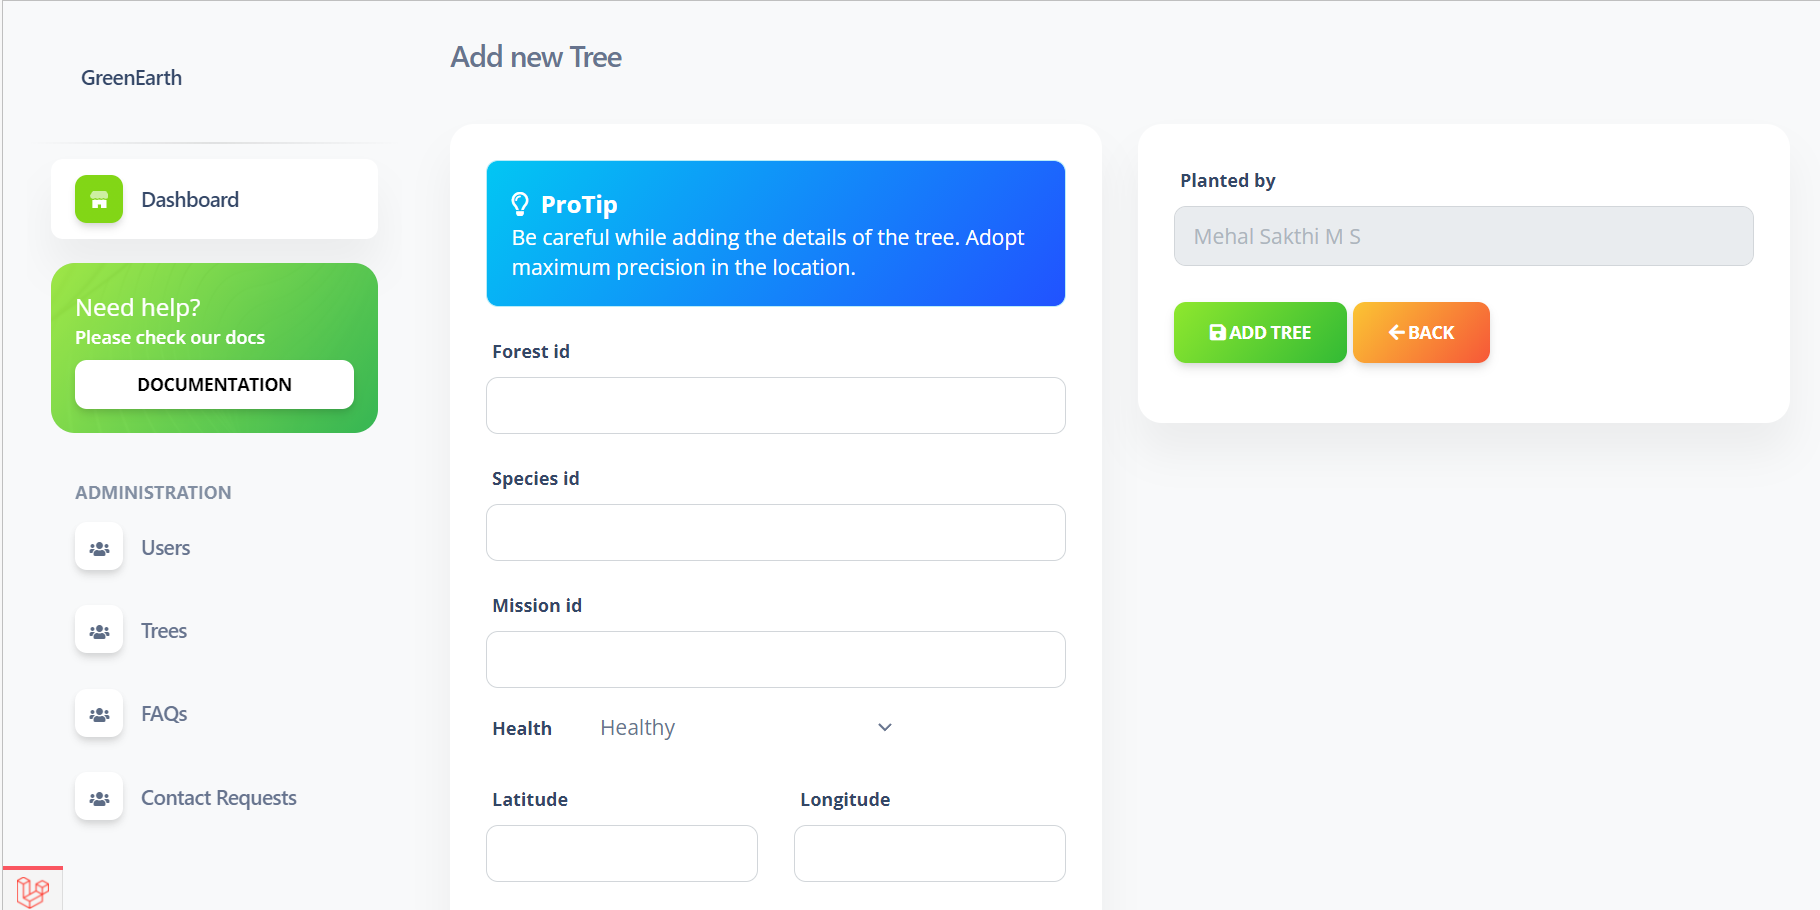 GreenEarth
Dashboard
Need help?
Please check our docs
DOCUMENTATION
ADMINISTRATION
Users
Trees
FAQs
Contact Requests
Add new Tree
ProTip
Be careful while adding the details of the tree. Adopt
maximum precision in the location.
Forest id
Species id
Mission id
Health Healthy
Latitude Longitude
Planted by
Mehal Sakthi M S
ADD TREE BACK